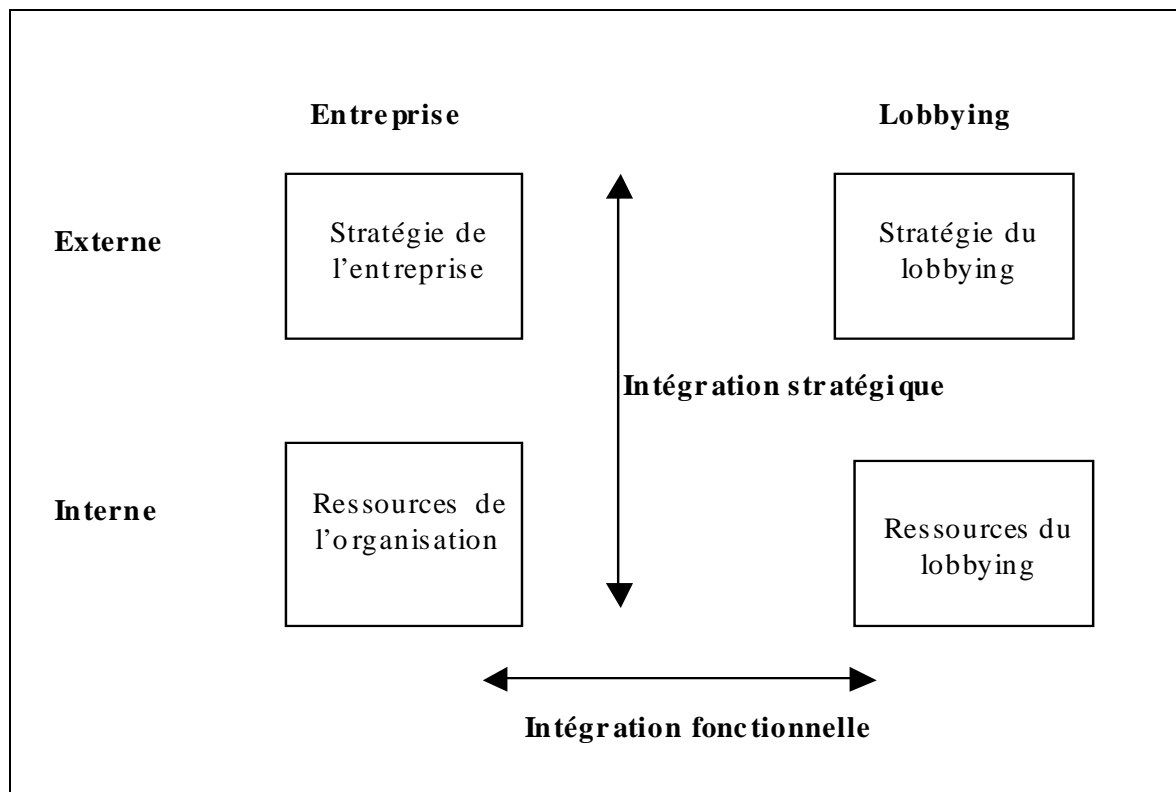 Entreprise
Lobbying
Externe
Stratégie de
l’entreprise
Stratégie du
lobbying
Intégration stratégique
Interne
Ressources de
l’organisation
Ressources du
lobbying
Intégration fonctionnelle